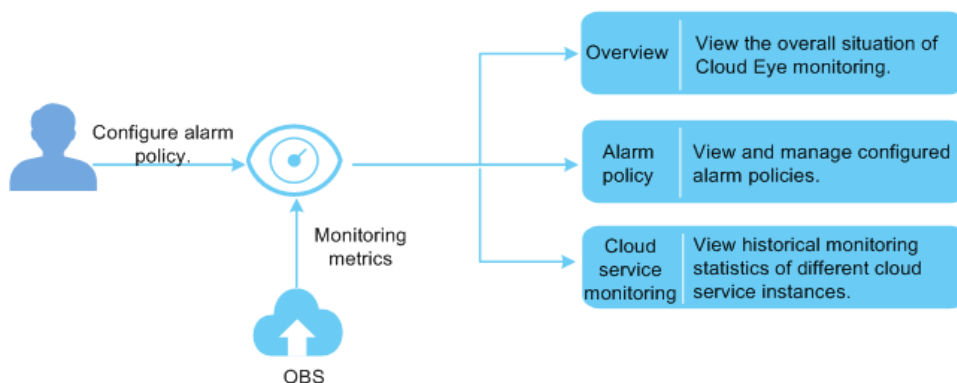 Configure alarm
policy.
Monitoring
metrics
OBS
Overview
View the overall situation of
Cloud Eye monitoring.
Alarm
policy
View and manage configured
alarm policies.
Cloud
service
monitoring
View historical monitoring
statistics of different cloud
service instances.